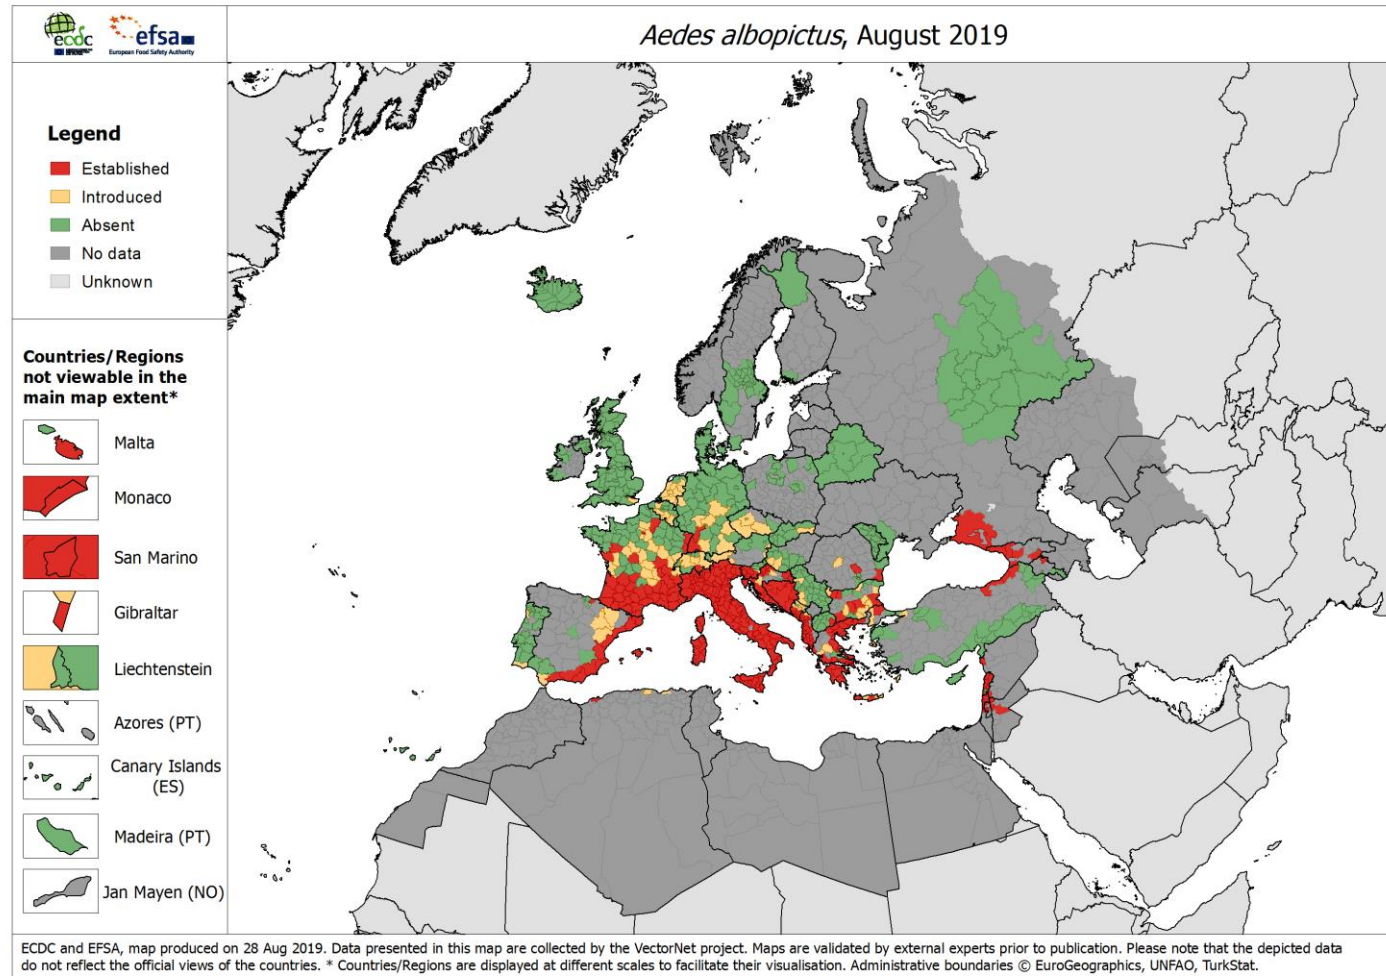 ecdc
efsa
European Food Safety Authority
Aedes albopictus, August 2019
Legend
Established
Introduced
Absent
No data
Unknown
Countries/Regions
not viewable in the
main map extent*
Malta
Monaco
San Marino
Gibraltar
Liechtenstein
Azores (PT)
Canary Islands
(ES)
Madeira (PT)
Jan Mayen (NO)
ECDC and EFSA, map produced on 28 Aug 2019. Data presented in this map are collected by the VectorNet project. Maps are validated by external experts prior to publication. Please note that the depicted data
do not reflect the official views of the countries. * Countries/Regions are displayed at different scales to facilitate their visualisation. Administrative boundaries © EuroGeographics, UNFAO, TurkStat.